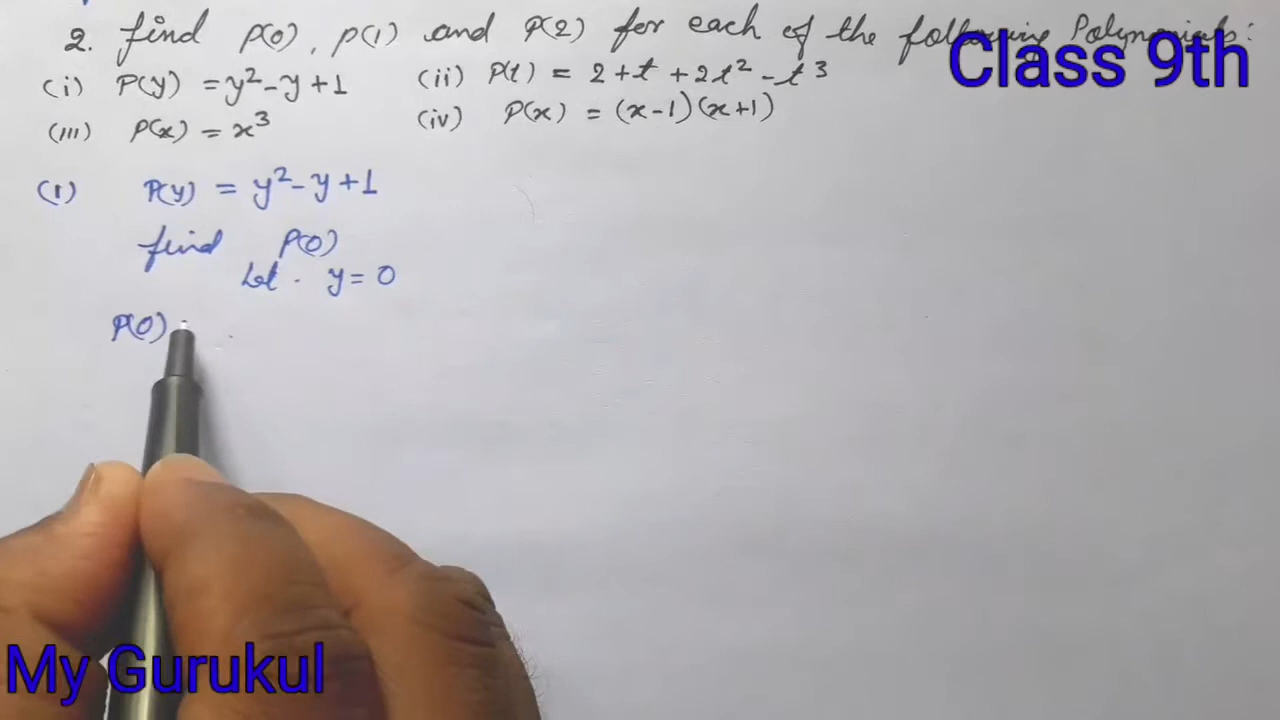 2. find p(0), p(1) and p(2) for each of the following Polynomials:
Class 9th
(i) P(y) = y² - y + 1 (ii) P(t) = 2 + t + 2t² - t³
(III) P(x) = x³ (iv) P(x) = (x-1)(x+1)
(1) P(y) = y² - y + 1
find P(0)
Let. y = 0
P(0)
My Gurukul